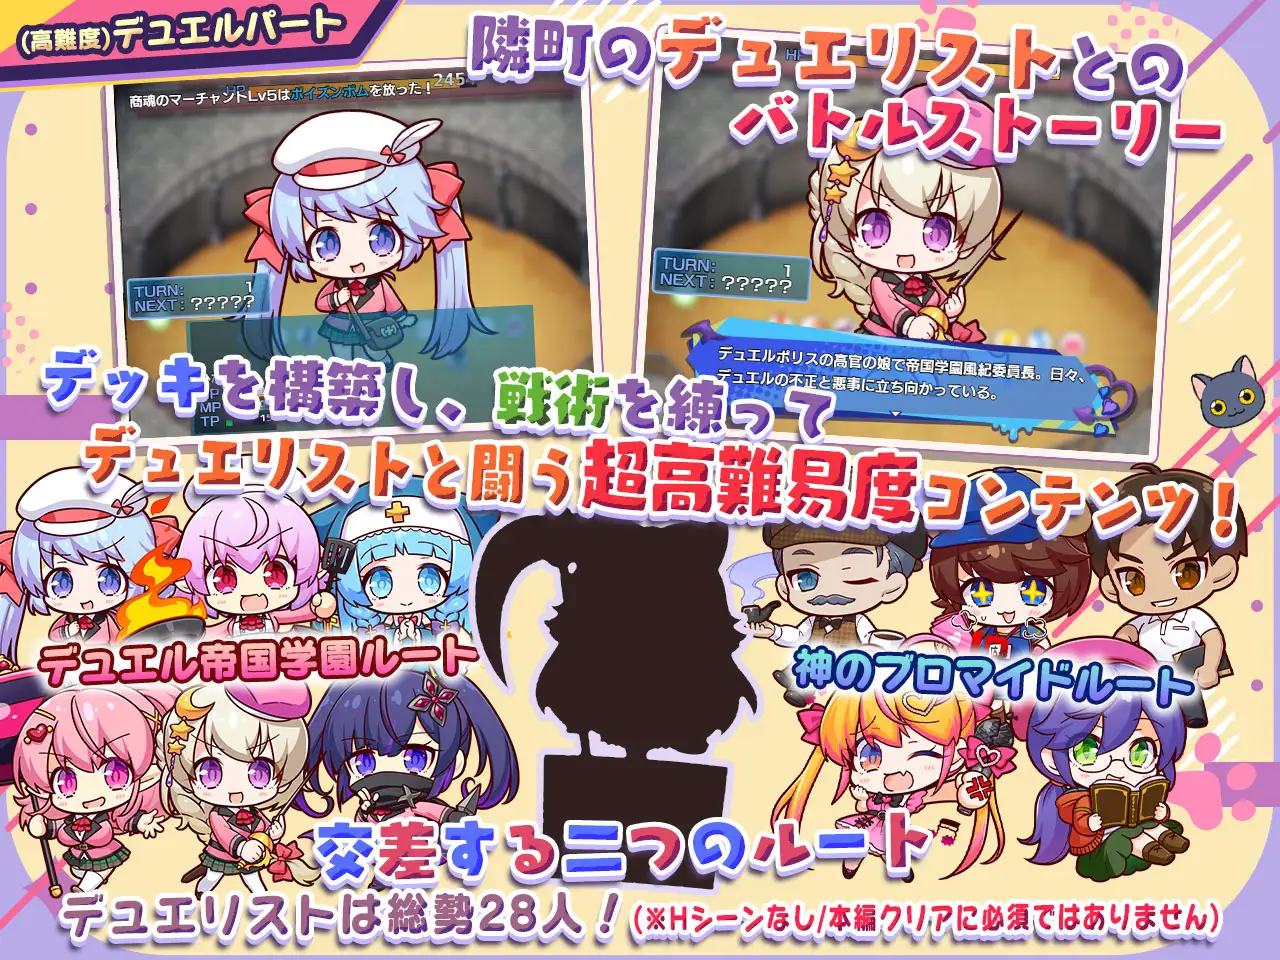 (高難度)デュエルパート
隣町のデュエリストとの
バトルストーリー
商魂のマーチャントLv5はポイズンボムを放った！
245
HP
TURN: 1
NEXT: ?????
TURN: 1
NEXT: ?????
MP
TP
デュエルポリスの高官の娘で帝国学園風紀委員長。日々、
デュエルの不正と悪事に立ち向かっている。
デッキを構築し、戦術を練って
デュエリストと闘う超高難易度コンテンツ！
デュエル帝国学園ルート
神のブロマイドルート
交差する二つのルート
デュエリストは総勢28人！(※Hシーンなし/本編クリアに必須ではありません)